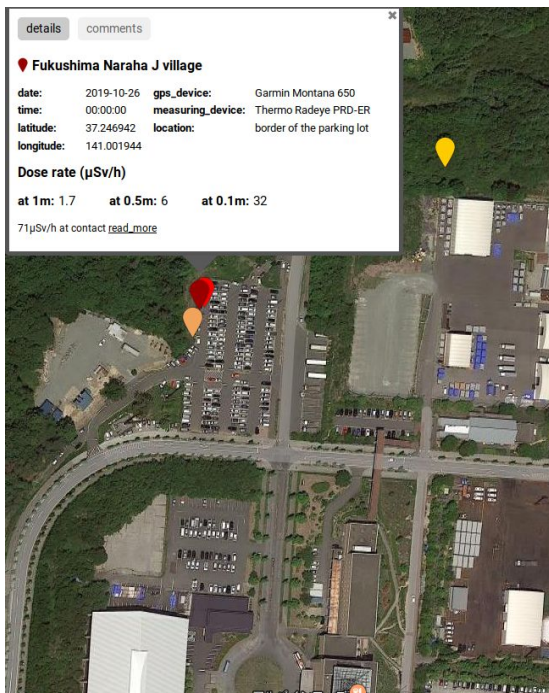 details comments
Fukushima Naraha J village
date: 2019-10-26 gps_device: Garmin Montana 650
time: 00:00:00 measuring_device: Thermo Radeye PRD-ER
latitude: 37.246942 location: border of the parking lot
longitude: 141.001944
Dose rate (µSv/h)
at 1m: 1.7 at 0.5m: 6 at 0.1m: 32
71µSv/h at contact read_more